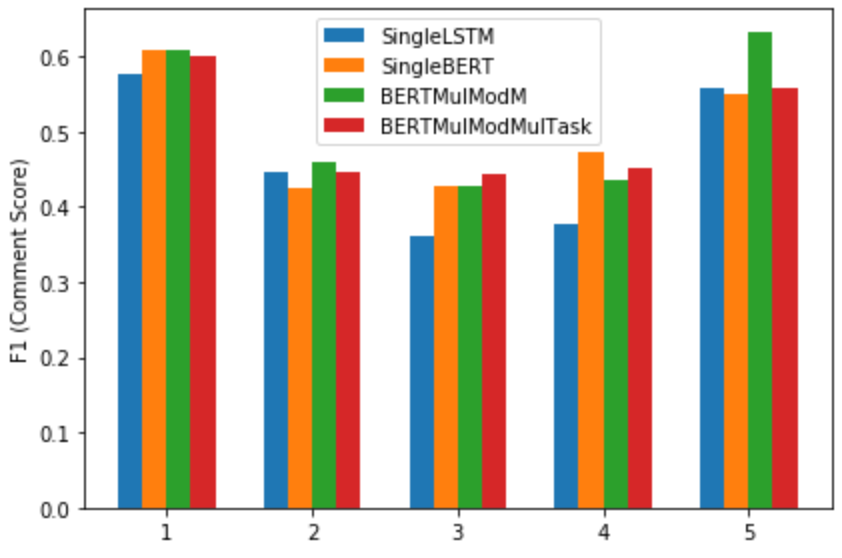 SingleLSTM
SingleBERT
BERTMulModM
BERTMulModMulTask
F1 (Comment Score)
0.6
0.5
0.4
0.3
0.2
0.1
0.0
1 2 3 4 5